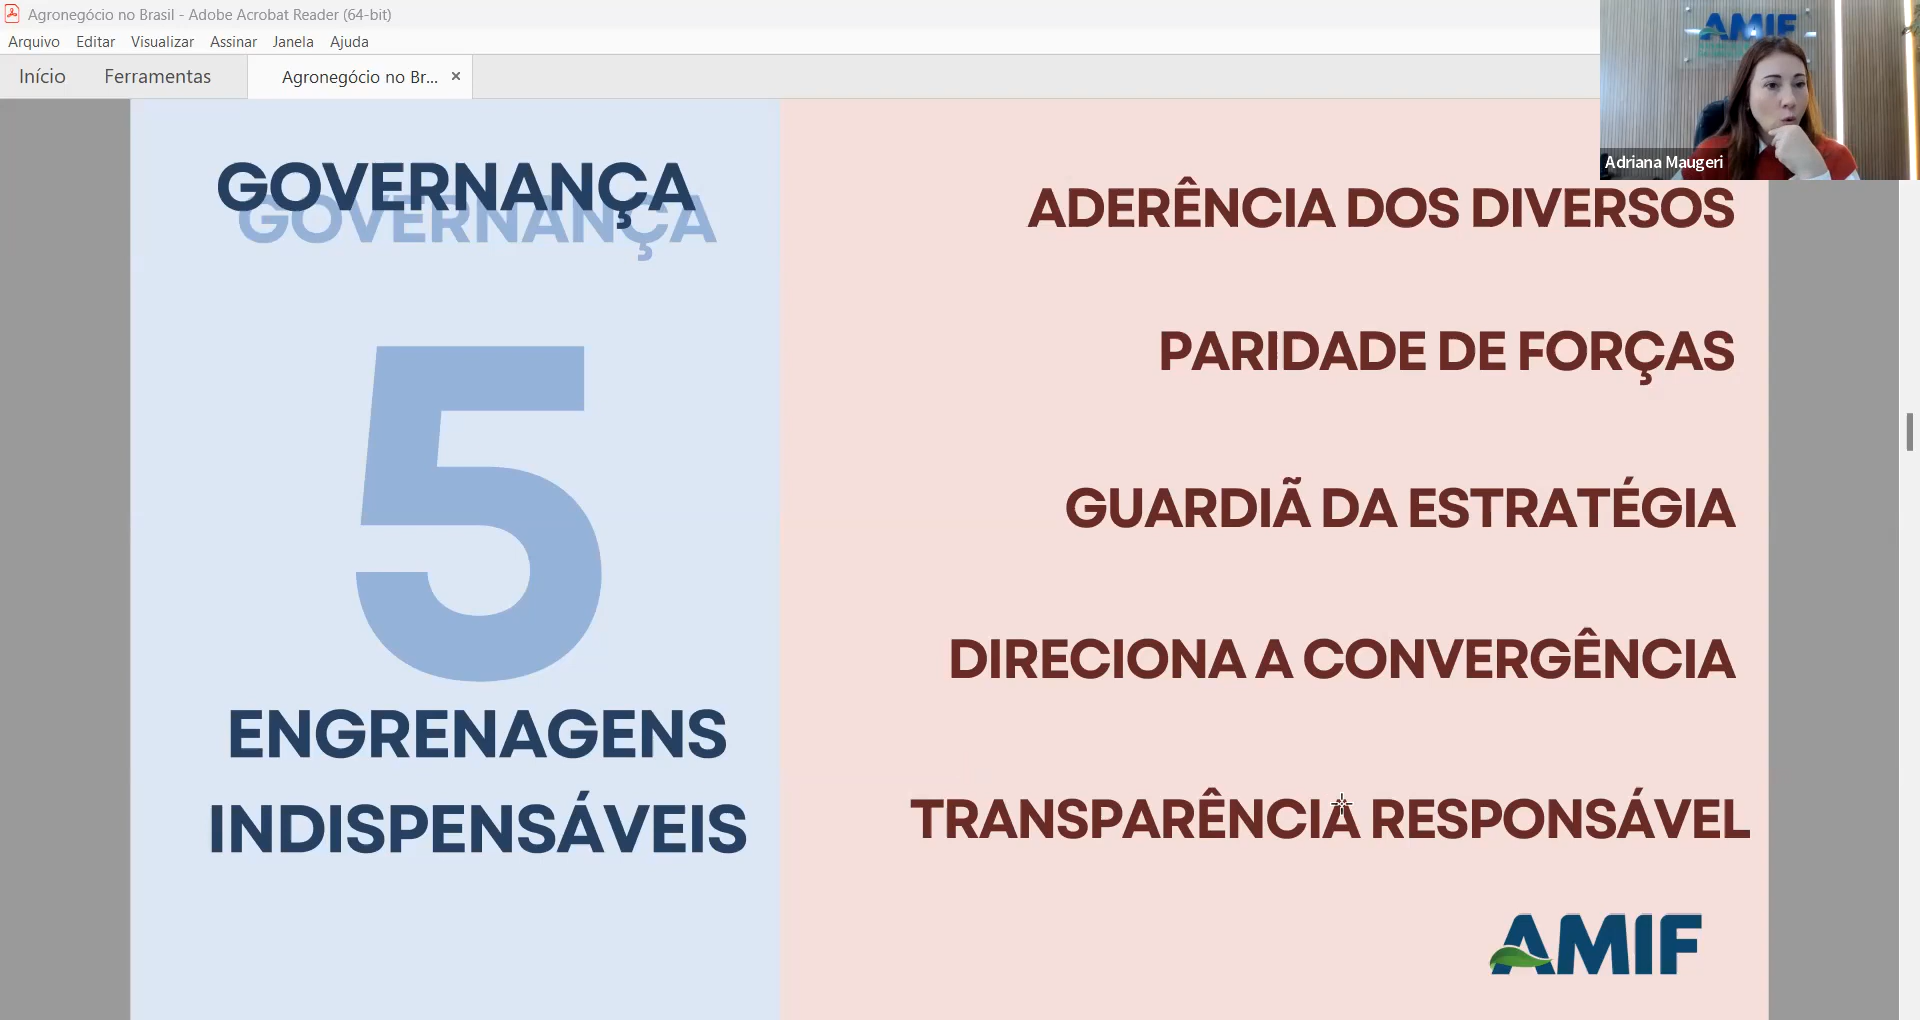 Agronegócio no Brasil - Adobe Acrobat Reader (64-bit)
Arquivo Editar Visualizar Assinar Janela Ajuda
Início Ferramentas Agronegócio no Br... ×
AMIF
Adriana Maugeri
GOVERNANÇA
GOVERNANÇA
5
ENGRENAGENS
INDISPENSÁVEIS
ADERÊNCIA DOS DIVERSOS
PARIDADE DE FORÇAS
GUARDIÃ DA ESTRATÉGIA
DIRECIONA A CONVERGÊNCIA
TRANSPARÊNCIA RESPONSÁVEL
AMIF